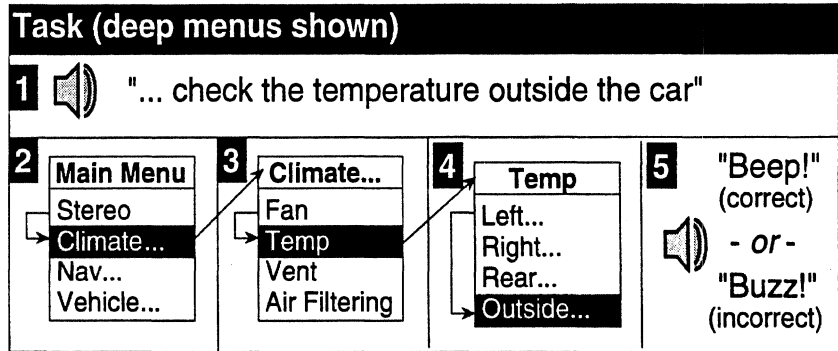 Task (deep menus shown)
1 "... check the temperature outside the car"
2
Main Menu
Stereo
Climate...
Nav...
Vehicle...
3
Climate...
Fan
Temp
Vent
Air Filtering
4
Temp
Left...
Right...
Rear...
Outside...
5
"Beep!"
(correct)
- or -
"Buzz!"
(incorrect)